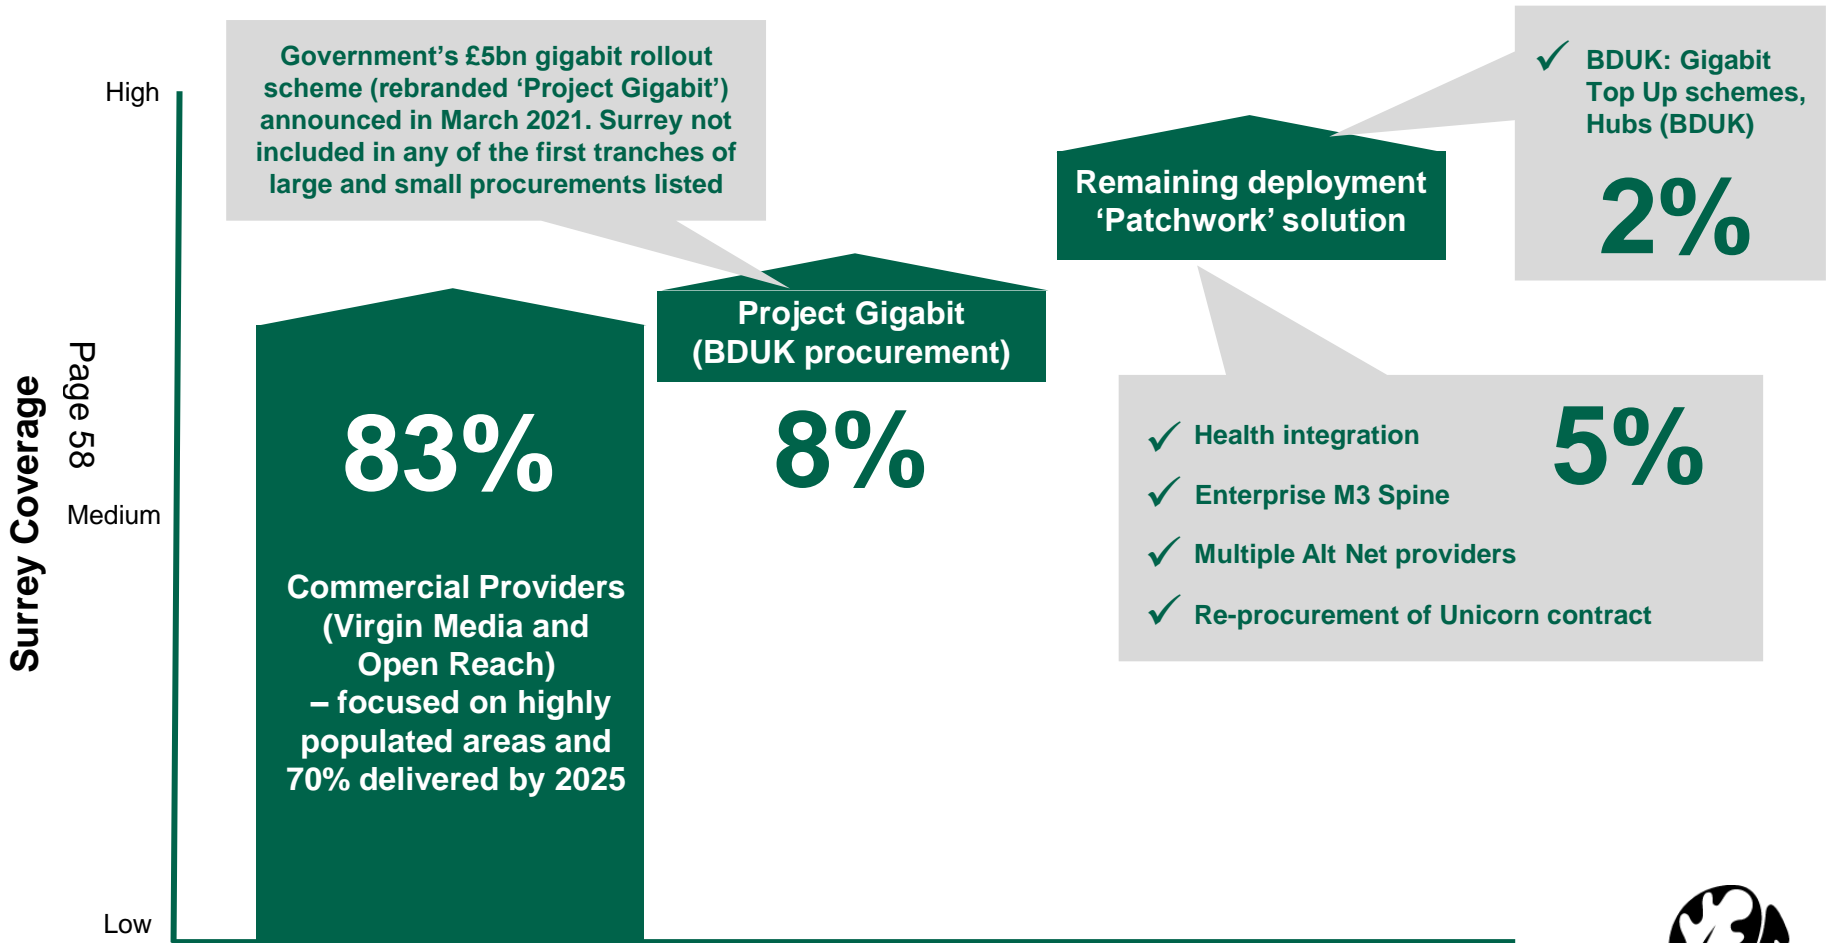 Government’s £5bn gigabit rollout
scheme (rebranded ‘Project Gigabit’)
announced in March 2021. Surrey not
included in any of the first tranches of
large and small procurements listed
BDUK: Gigabit
Top Up schemes,
Hubs (BDUK)
2%
High
Medium
Low
Surrey Coverage
Page 58
83%
Commercial Providers
(Virgin Media and
Open Reach)
– focused on highly
populated areas and
70% delivered by 2025
Project Gigabit
(BDUK procurement)
8%
Remaining deployment
‘Patchwork’ solution
5%
Health integration
Enterprise M3 Spine
Multiple Alt Net providers
Re-procurement of Unicorn contract